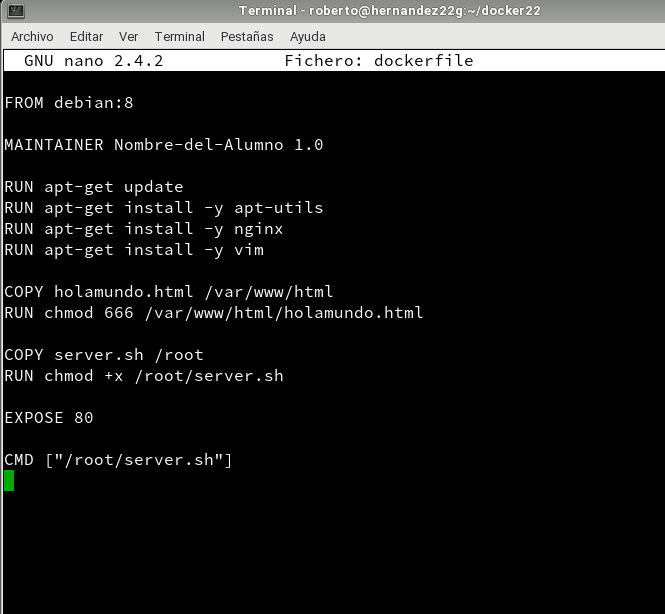 Terminal - roberto@hernandez22g:~/docker22
Archivo Editar Ver Terminal Pestañas Ayuda
GNU nano 2.4.2 Fichero: dockerfile
FROM debian:8
MAINTAINER Nombre-del-Alumno 1.0
RUN apt-get update
RUN apt-get install -y apt-utils
RUN apt-get install -y nginx
RUN apt-get install -y vim
COPY holamundo.html /var/www/html
RUN chmod 666 /var/www/html/holamundo.html
COPY server.sh /root
RUN chmod +x /root/server.sh
EXPOSE 80
CMD ["/root/server.sh"]